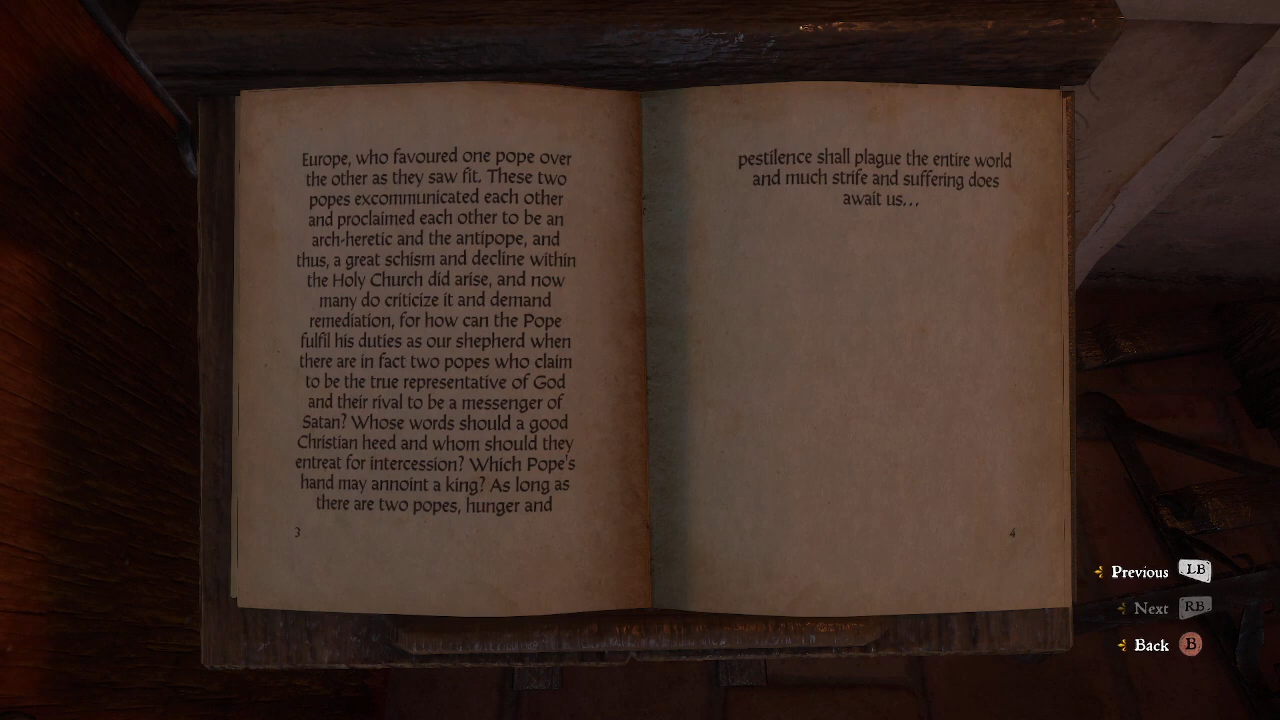 Europe, who favoured one pope over
the other as they saw fit. These two
popes excommunicated each other
and proclaimed each other to be an
arch-heretic and the antipope, and
thus, a great schism and decline within
the Holy Church did arise, and now
many do criticize it and demand
remediation, for how can the Pope
fulfil his duties as our shepherd when
there are in fact two popes who claim
to be the true representative of God
and their rival to be a messenger of
Satan? Whose words should a good
Christian heed and whom should they
entreat for intercession? Which Pope's
hand may annoint a king? As long as
there are two popes, hunger and
3
pestilence shall plague the entire world
and much strife and suffering does
await us...
4
Previous LB
Next RB
Back B